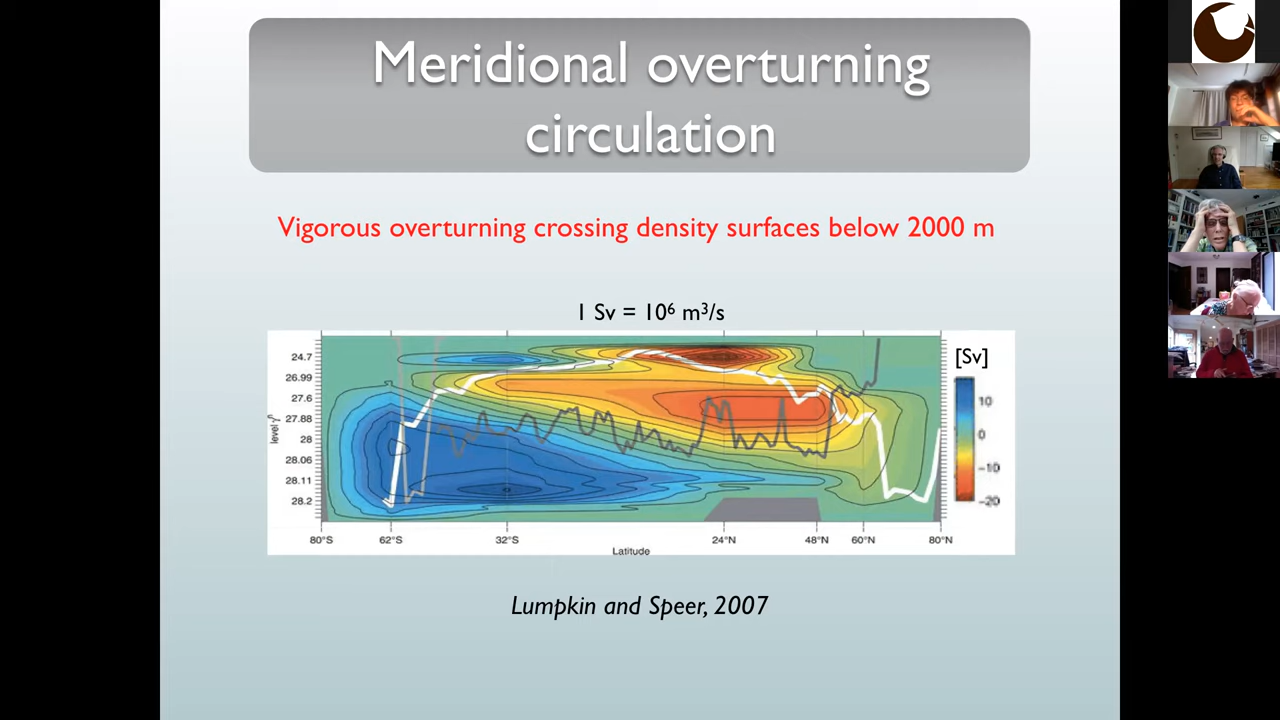 Meridional overturning
circulation
Vigorous overturning crossing density surfaces below 2000 m
1 Sv = 10⁶ m³/s
[Sv]
24.7
26.99
27.6
27.88
28
28.06
28.11
28.2
level γⁿ
10
0
-10
-20
80°S 62°S 32°S 24°N 48°N 60°N 80°N
Latitude
Lumpkin and Speer, 2007